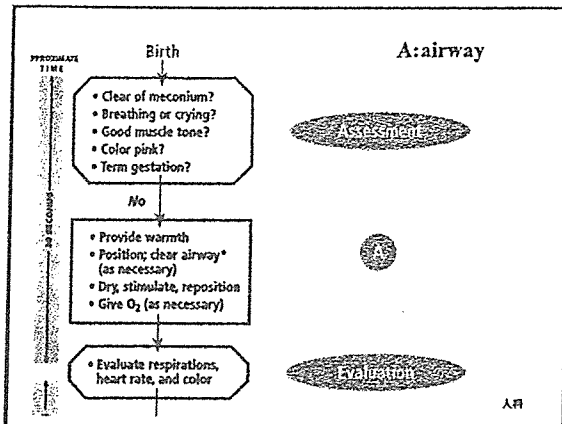 PPROXIMATE
TIME
Birth
A:airway
• Clear of meconium?
• Breathing or crying?
• Good muscle tone?
• Color pink?
• Term gestation?
Assessment
30 SECONDS
No
• Provide warmth
• Position; clear airway*
(as necessary)
• Dry, stimulate, reposition
• Give O₂ (as necessary)
A
• Evaluate respirations,
heart rate, and color
Evaluation